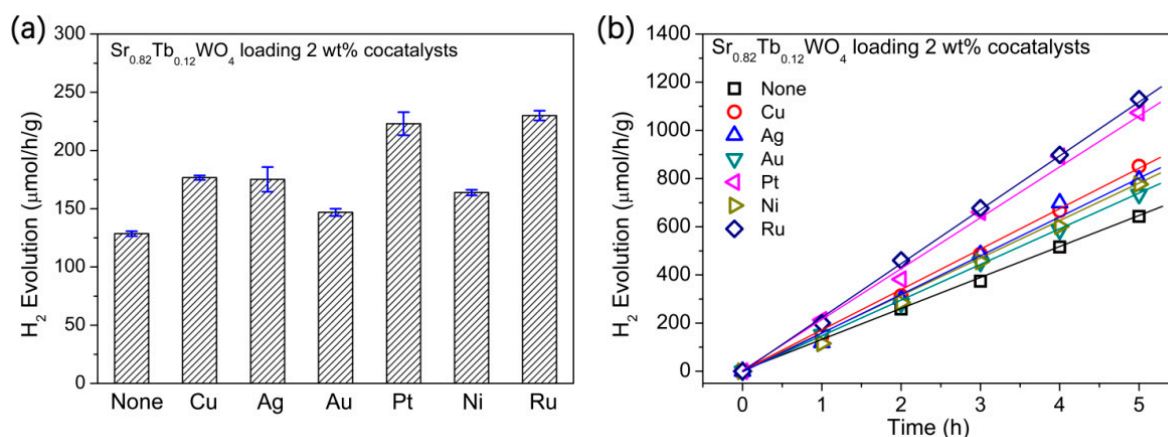 (a)
Sr0.82Tb0.12WO4 loading 2 wt% cocatalysts
H2 Evolution (μmol/h/g)
300
250
200
150
100
50
0
None Cu Ag Au Pt Ni Ru
(b)
Sr0.82Tb0.12WO4 loading 2 wt% cocatalysts
None
Cu
Ag
Au
Pt
Ni
Ru
H2 Evolution (μmol/h/g)
1400
1200
1000
800
600
400
200
0
0 1 2 3 4 5
Time (h)